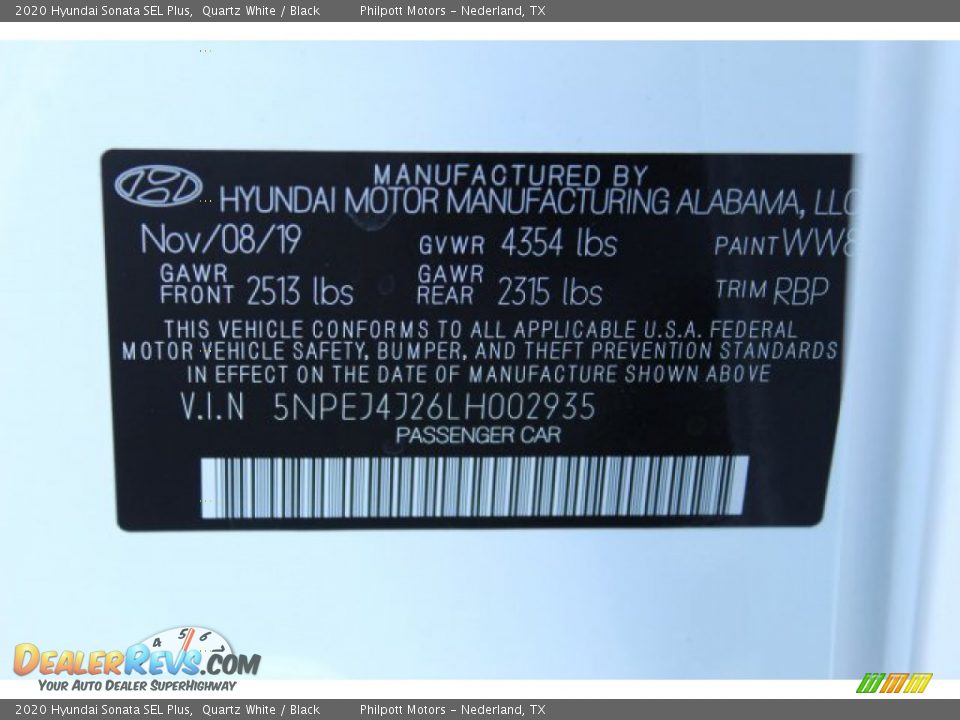 2020 Hyundai Sonata SEL Plus, Quartz White / Black Philpott Motors - Nederland, TX
MANUFACTURED BY
HYUNDAI MOTOR MANUFACTURING ALABAMA, LLC
Nov/08/19 GVWR 4354 lbs PAINT WW8
GAWR FRONT 2513 lbs GAWR REAR 2315 lbs TRIM RBP
THIS VEHICLE CONFORMS TO ALL APPLICABLE U.S.A. FEDERAL
MOTOR VEHICLE SAFETY, BUMPER, AND THEFT PREVENTION STANDARDS
IN EFFECT ON THE DATE OF MANUFACTURE SHOWN ABOVE
V.I.N 5NPEJ4J26LH002935
PASSENGER CAR
4 5 6 7
DEALERREVS.COM
YOUR AUTO DEALER SUPERHIGHWAY
2020 Hyundai Sonata SEL Plus, Quartz White / Black Philpott Motors - Nederland, TX